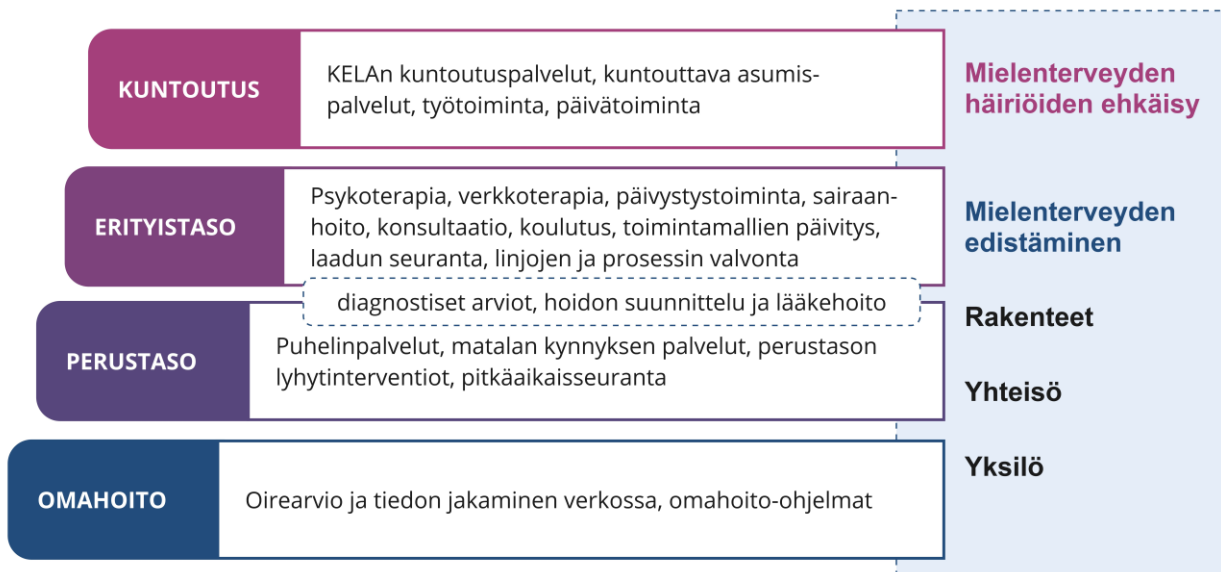 KUNTOUTUS
KELAn kuntoutuspalvelut, kuntouttava asumis-
palvelut, työtoiminta, päivätoiminta
ERITYISTASO
Psykoterapia, verkkoterapia, päivystystoiminta, sairaan-
hoito, konsultaatio, koulutus, toimintamallien päivitys,
laadun seuranta, linjojen ja prosessin valvonta
diagnostiset arviot, hoidon suunnittelu ja lääkehoito
PERUSTASO
Puhelinpalvelut, matalan kynnyksen palvelut, perustason
lyhytinterventiot, pitkäaikaisseuranta
OMAHOITO
Oirearvio ja tiedon jakaminen verkossa, omahoito-ohjelmat
Mielenterveyden
häiriöiden ehkäisy
Mielenterveyden
edistäminen
Rakenteet
Yhteisö
Yksilö